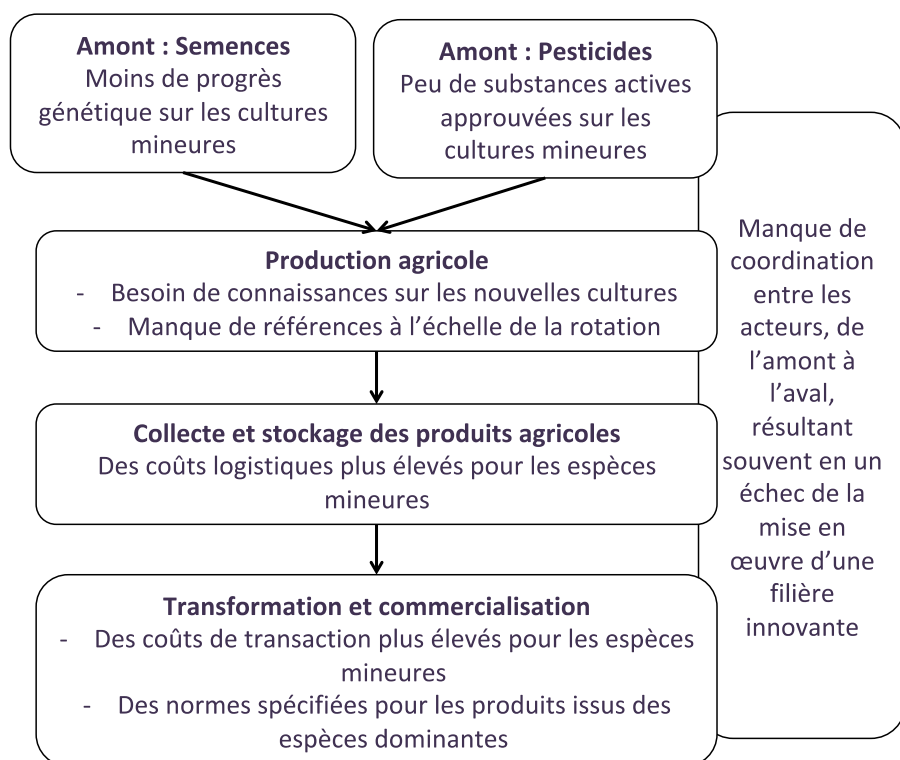 Amont : Semences
Moins de progrès
génétique sur les cultures
mineures
Amont : Pesticides
Peu de substances actives
approuvées sur les
cultures mineures
Production agricole
- Besoin de connaissances sur les nouvelles cultures
- Manque de références à l’échelle de la rotation
Collecte et stockage des produits agricoles
Des coûts logistiques plus élevés pour les espèces
mineures
Transformation et commercialisation
- Des coûts de transaction plus élevés pour les espèces
mineures
- Des normes spécifiées pour les produits issus des
espèces dominantes
Manque de
coordination
entre les
acteurs, de
l’amont à
l’aval,
résultant
souvent en un
échec de la
mise en
œuvre d’une
filière
innovante